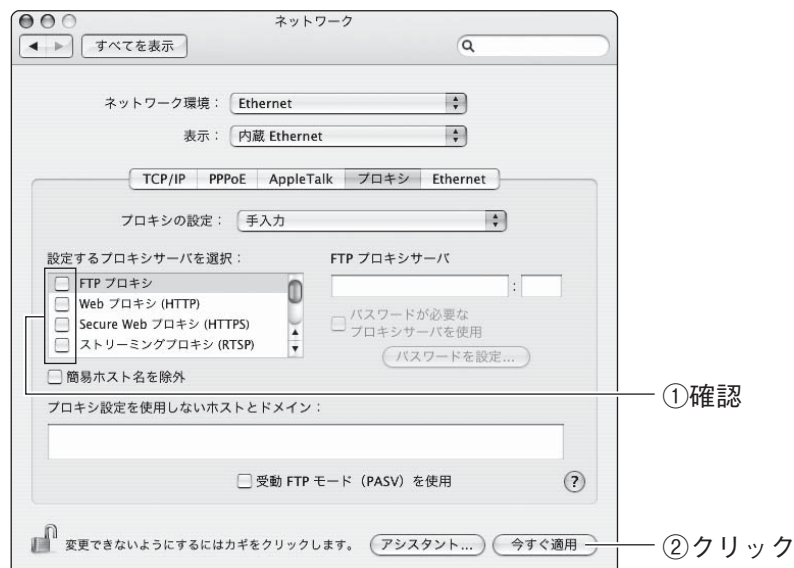 ネットワーク
すべてを表示
ネットワーク環境： Ethernet
表示： 内蔵 Ethernet
TCP/IP PPPoE AppleTalk プロキシ Ethernet
プロキシの設定： 手入力
設定するプロキシサーバを選択：
FTP プロキシ
Web プロキシ (HTTP)
Secure Web プロキシ (HTTPS)
ストリーミングプロキシ (RTSP)
FTP プロキシサーバ
:
パスワードが必要な
プロキシサーバを使用
パスワードを設定...
簡易ホスト名を除外
①確認
プロキシ設定を使用しないホストとドメイン：
受動 FTP モード（PASV）を使用
?
変更できないようにするにはカギをクリックします。 アシスタント... 今すぐ適用
②クリック